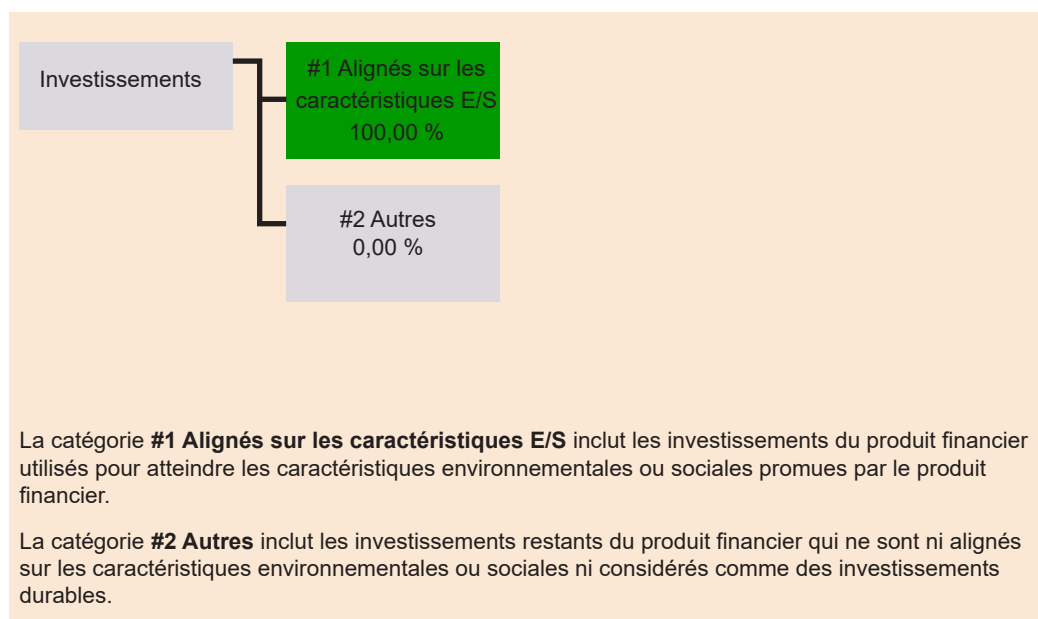 Investissements
#1 Alignés sur les
caractéristiques E/S
100,00 %
#2 Autres
0,00 %
La catégorie #1 Alignés sur les caractéristiques E/S inclut les investissements du produit financier
utilisés pour atteindre les caractéristiques environnementales ou sociales promues par le produit
financier.
La catégorie #2 Autres inclut les investissements restants du produit financier qui ne sont ni alignés
sur les caractéristiques environnementales ou sociales ni considérés comme des investissements
durables.